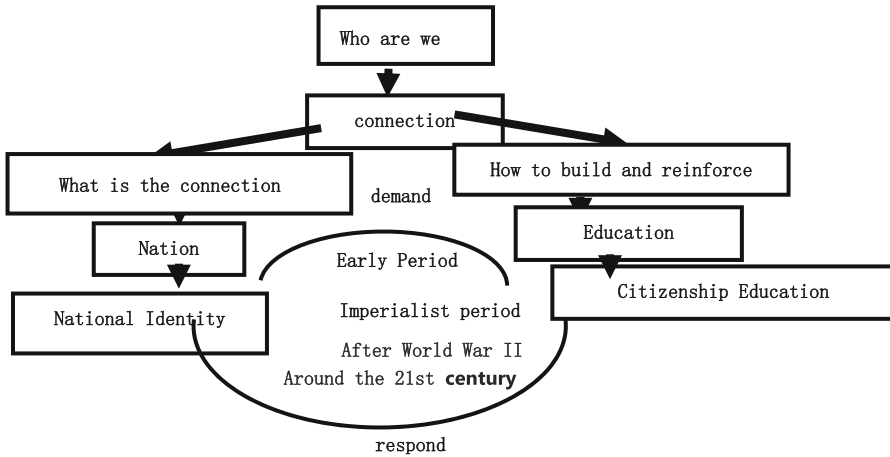 Who are we
connection
What is the connection
How to build and reinforce
demand
Nation
Education
Early Period
National Identity
Citizenship Education
Imperialist period
After World War II
Around the 21st century
respond